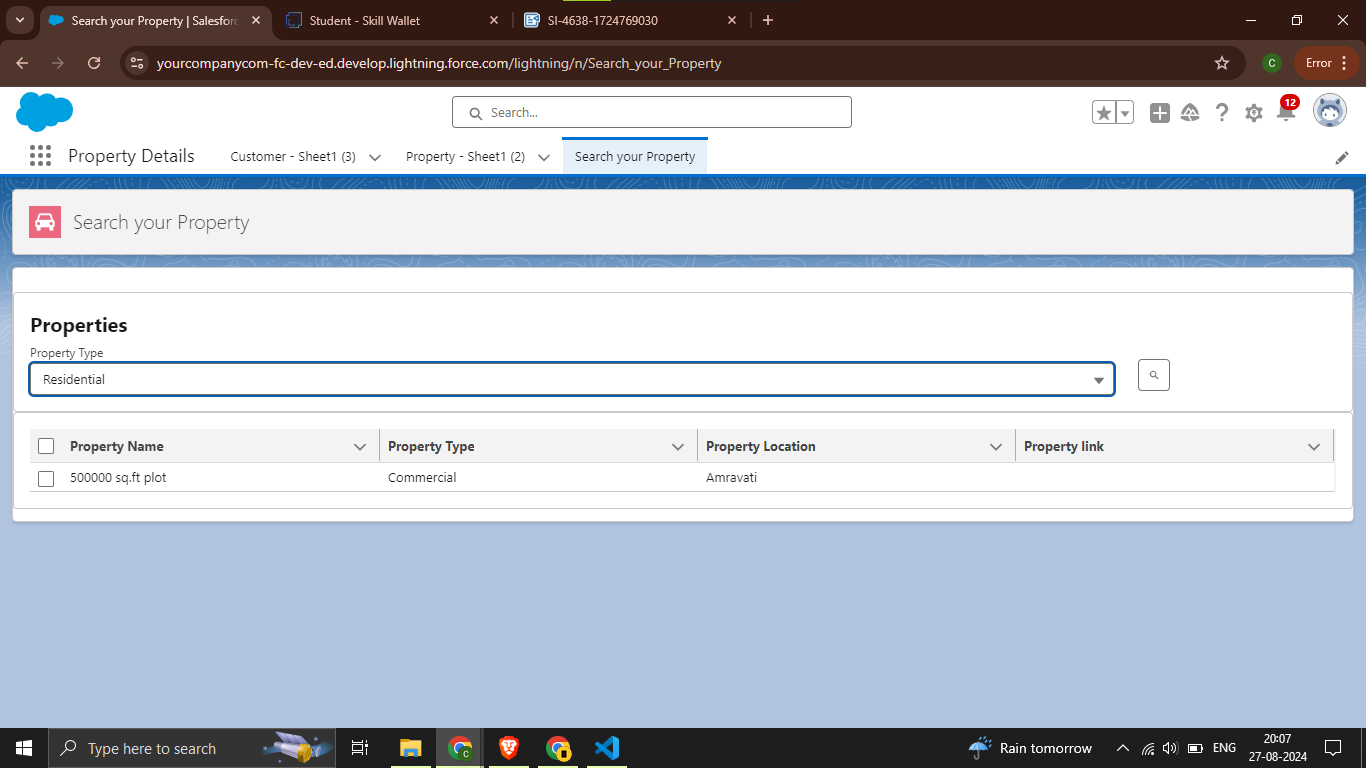 Search your Property | Salesforc
Student - Skill Wallet
SI-4638-1724769030
yourcompanycom-fc-dev-ed.develop.lightning.force.com/lightning/n/Search_your_Property
C
Error
Search...
12
Property Details
Customer - Sheet1 (3)
Property - Sheet1 (2)
Search your Property
Search your Property
Properties
Property Type
Residential
Property Name
Property Type
Property Location
Property link
500000 sq.ft plot
Commercial
Amravati
Type here to search
Rain tomorrow
ENG
20:07
27-08-2024